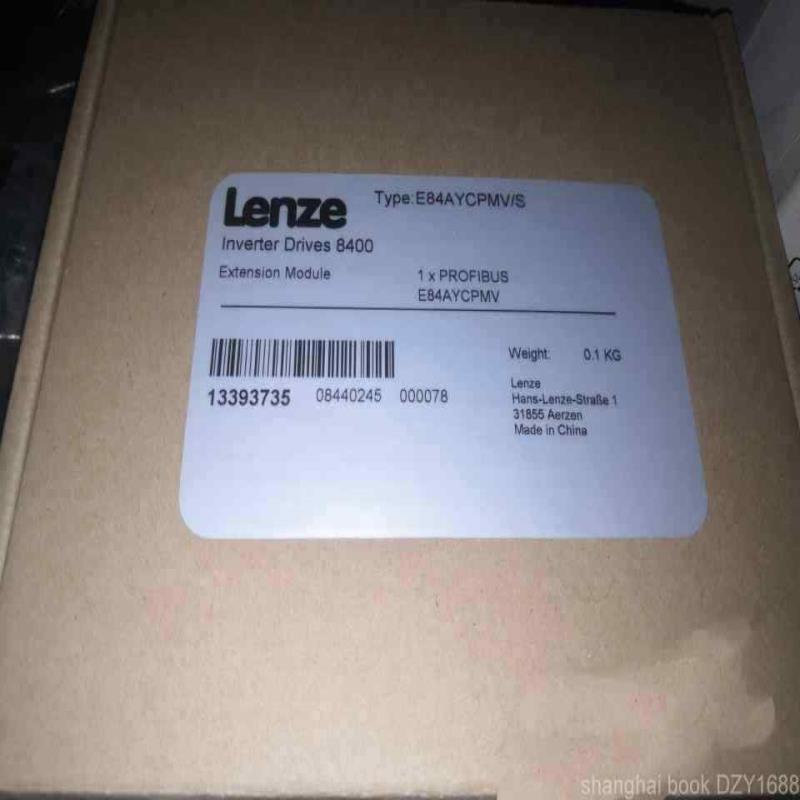 Lenze
Type:E84AYCPMV/S
Inverter Drives 8400
Extension Module
1 x PROFIBUS
E84AYCPMV
Weight: 0.1 KG
13393735 08440245 000078
Lenze
Hans-Lenze-Straße 1
31855 Aerzen
Made in China
shanghai book DZY1688